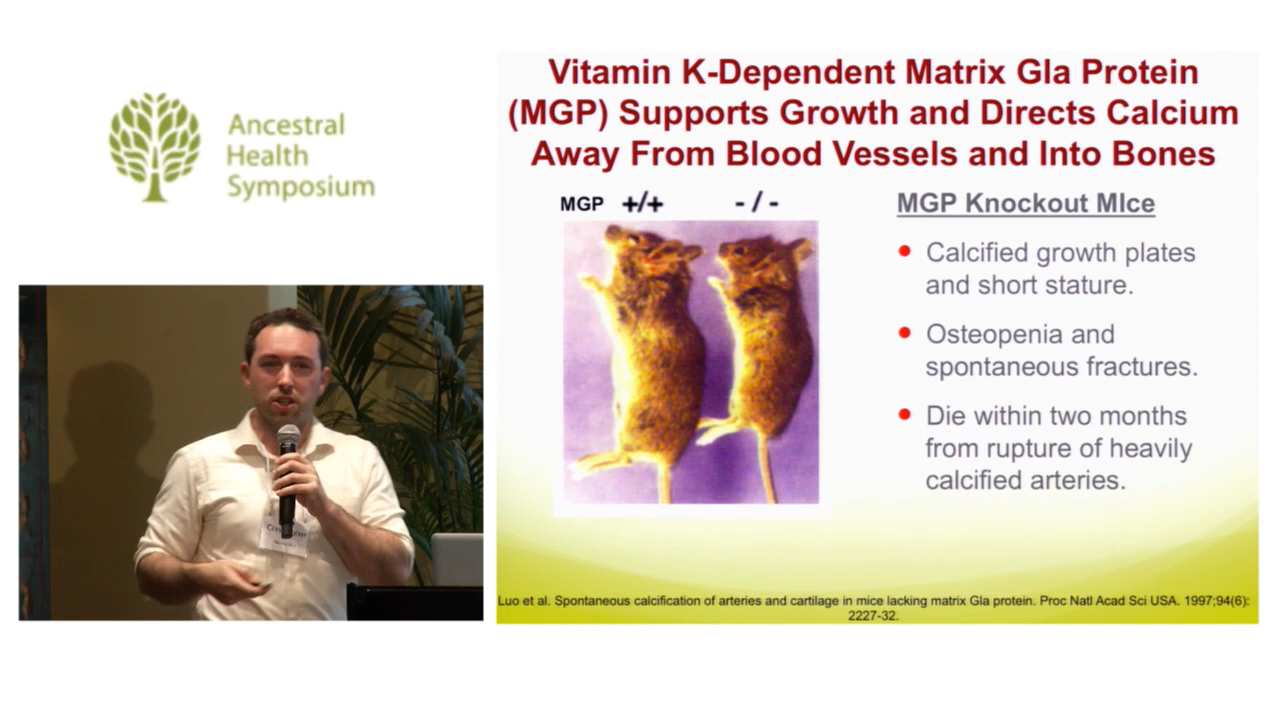 Ancestral
Health
Symposium
Vitamin K-Dependent Matrix Gla Protein
(MGP) Supports Growth and Directs Calcium
Away From Blood Vessels and Into Bones
MGP +/+ - / -
MGP Knockout MIce
Calcified growth plates
and short stature.
Osteopenia and
spontaneous fractures.
Die within two months
from rupture of heavily
calcified arteries.
Luo et al. Spontaneous calcification of arteries and cartilage in mice lacking matrix Gla protein. Proc Natl Acad Sci USA. 1997;94(6):
2227-32.